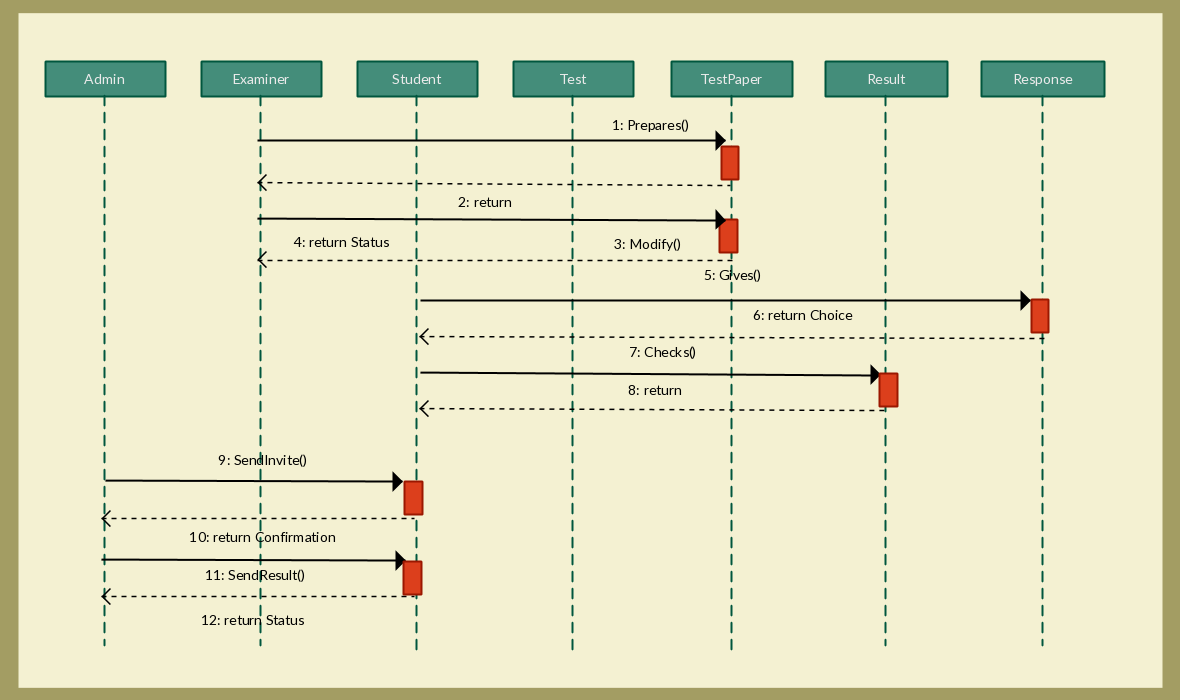 Admin
Examiner
Student
Test
TestPaper
Result
Response
1: Prepares()
2: return
4: return Status
3: Modify()
5: Gives()
6: return Choice
7: Checks()
8: return
9: SendInvite()
10: return Confirmation
11: SendResult()
12: return Status